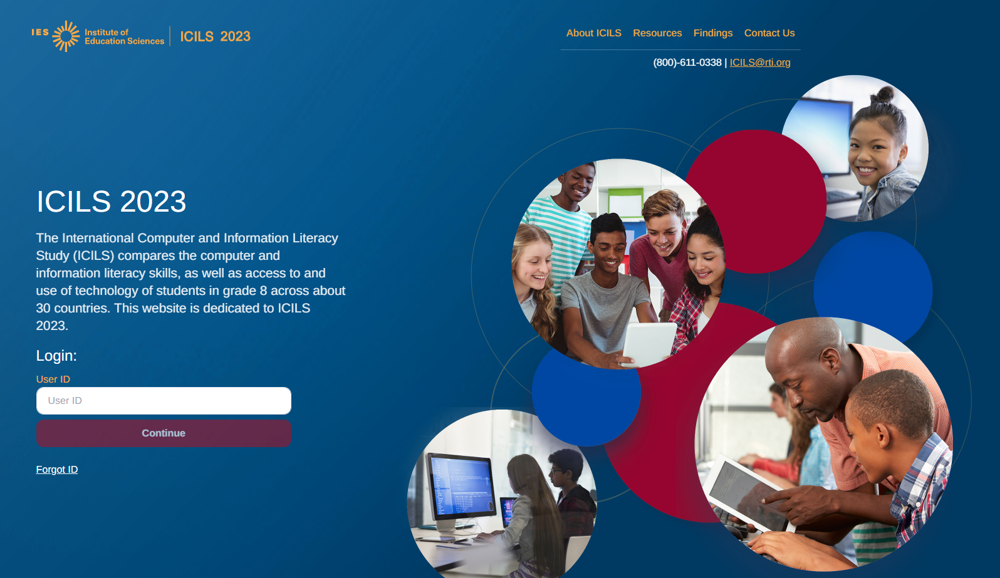 IES Institute of Education Sciences ICILS 2023
About ICILS Resources Findings Contact Us
(800)-611-0338 | ICILS@rti.org
ICILS 2023
The International Computer and Information Literacy
Study (ICILS) compares the computer and
information literacy skills, as well as access to and
use of technology of students in grade 8 across about
30 countries. This website is dedicated to ICILS
2023.
Login:
User ID
User ID
Continue
Forgot ID